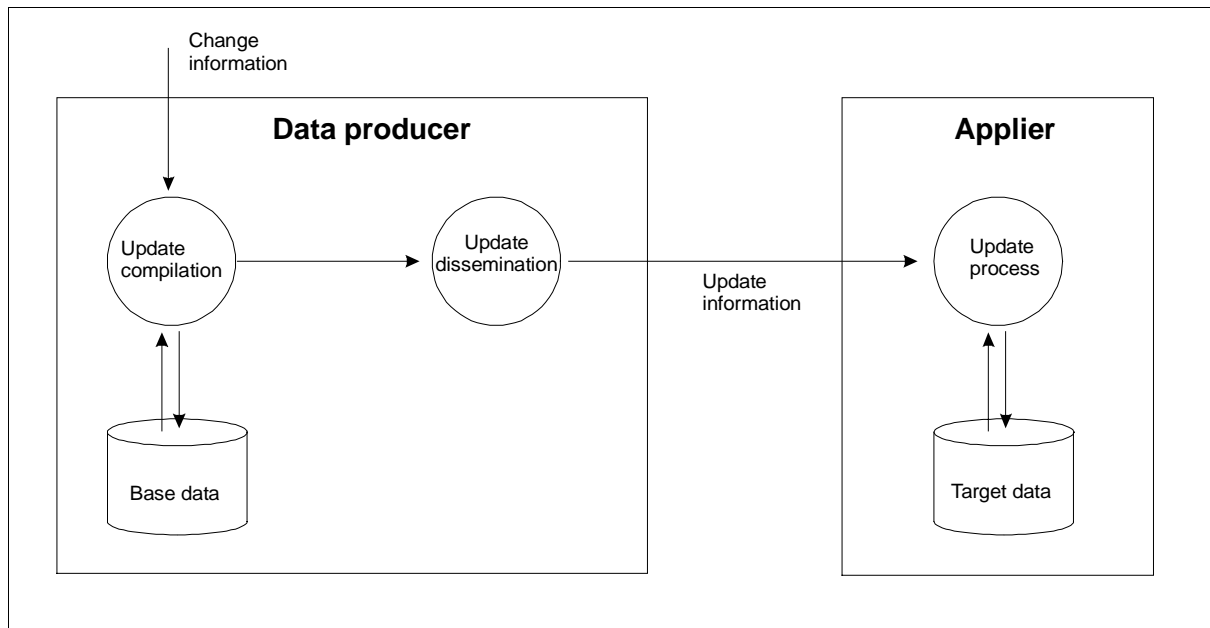 Change
information
Data producer
Applier
Update
compilation
Update
dissemination
Update
information
Update
process
Base data
Target data